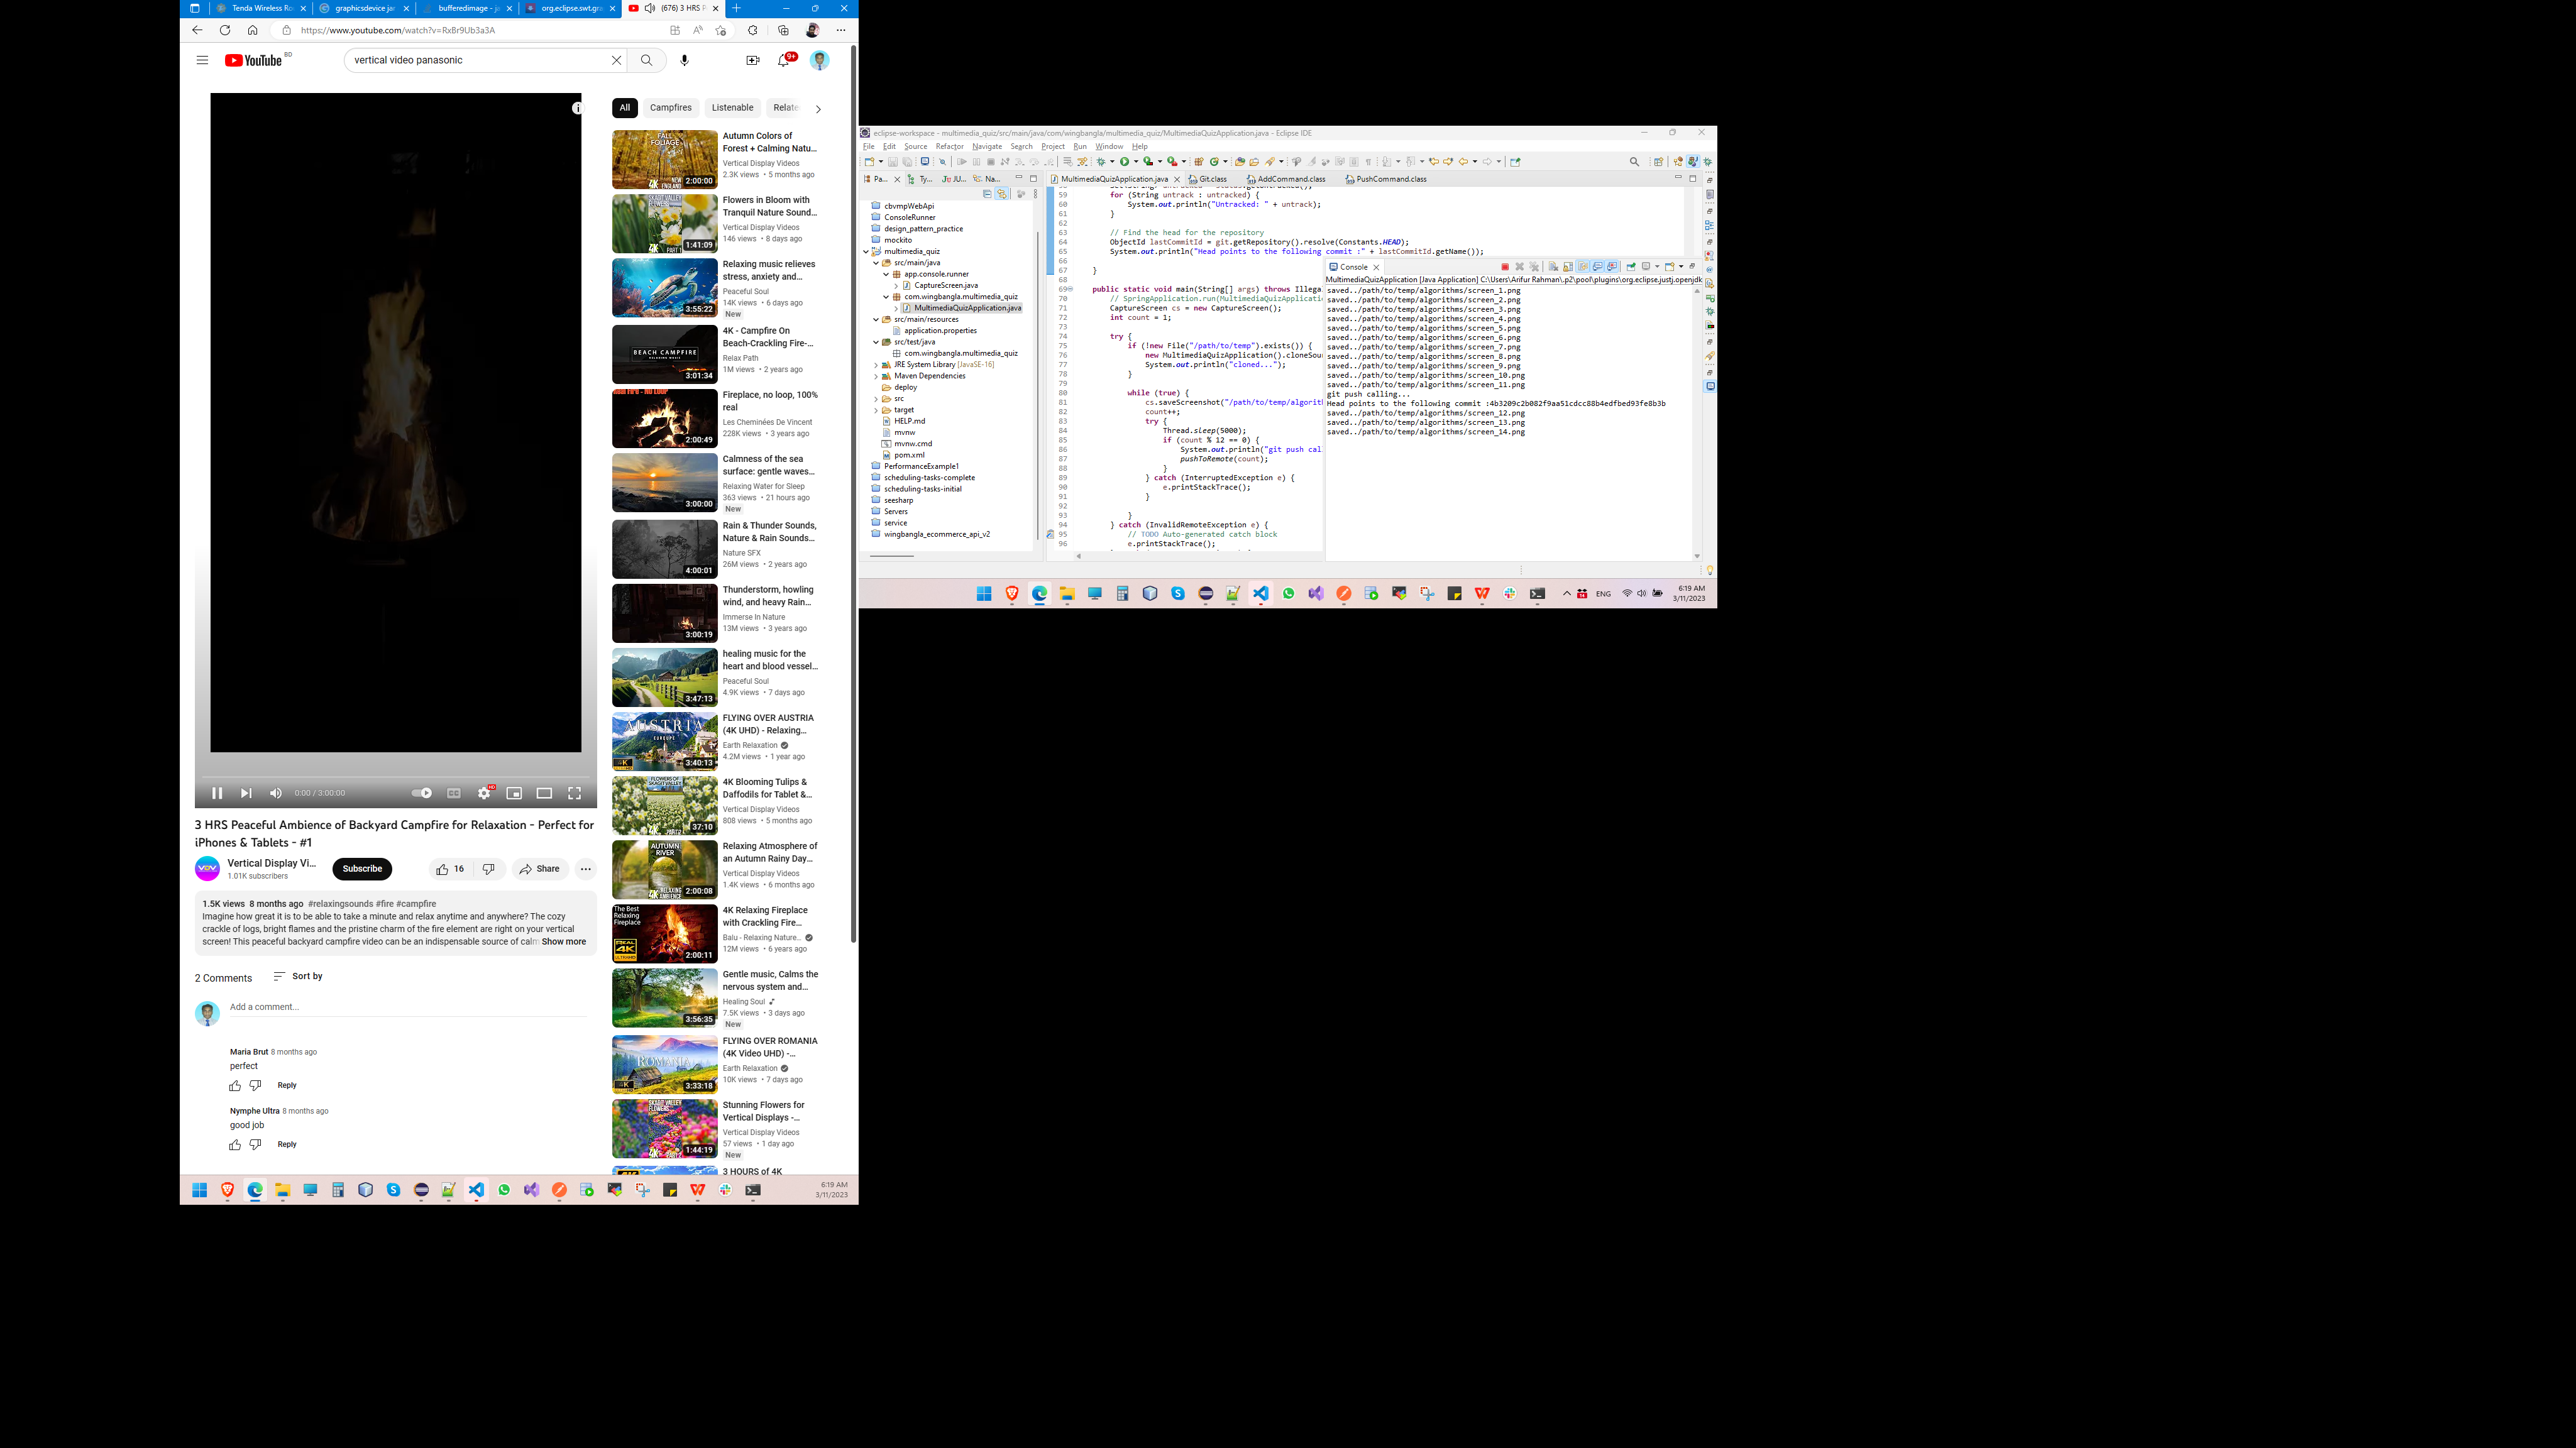 Tenda Wireless Ro
graphicsdevice jar
bufferedimage - ja
org.eclipse.swt.gra
(676) 3 HRS P
https://www.youtube.com/watch?v=RxBr9Ub3a3A
YouTube BD
vertical video panasonic
9+
All
Campfires
Listenable
Relate
Autumn Colors of
Forest + Calming Natu...
Vertical Display Videos
2.3K views • 5 months ago
2:00:00
Flowers in Bloom with
Tranquil Nature Sound...
Vertical Display Videos
146 views • 8 days ago
1:41:09
Relaxing music relieves
stress, anxiety and...
Peaceful Soul
14K views • 6 days ago
New
3:55:22
4K - Campfire On
Beach-Crackling Fire-...
Relax Path
1M views • 2 years ago
BEACH CAMPFIRE
3:01:34
Fireplace, no loop, 100%
real
Les Cheminées De Vincent
228K views • 3 years ago
2:00:49
Calmness of the sea
surface: gentle waves...
Relaxing Water for Sleep
363 views • 21 hours ago
New
3:00:00
Rain & Thunder Sounds,
Nature & Rain Sounds...
Nature SFX
26M views • 2 years ago
4:00:01
Thunderstorm, howling
wind, and heavy Rain...
Immerse In Nature
13M views • 3 years ago
3:00:19
healing music for the
heart and blood vessel...
Peaceful Soul
4.9K views • 7 days ago
3:47:13
FLYING OVER AUSTRIA
(4K UHD) - Relaxing...
Earth Relaxation
4.2M views • 1 year ago
AUSTRIA
3:40:13
4K Blooming Tulips &
Daffodils for Tablet &...
Vertical Display Videos
808 views • 5 months ago
37:10
Relaxing Atmosphere of
an Autumn Rainy Day...
Vertical Display Videos
1.4K views • 6 months ago
AUTUMN
RIVER
2:00:08
4K Relaxing Fireplace
with Crackling Fire...
Balu - Relaxing Nature...
12M views • 6 years ago
The Best
Relaxing
Fireplace
2:00:11
Gentle music, Calms the
nervous system and...
Healing Soul
7.5K views • 3 days ago
New
3:56:35
FLYING OVER ROMANIA
(4K Video UHD) -...
Earth Relaxation
10K views • 7 days ago
ROMANIA
3:33:18
Stunning Flowers for
Vertical Displays -...
Vertical Display Videos
57 views • 1 day ago
New
1:44:19
3 HOURS of 4K
0:00 / 3:00:00
3 HRS Peaceful Ambience of Backyard Campfire for Relaxation - Perfect for
iPhones & Tablets - #1
Vertical Display Vi...
1.01K subscribers
Subscribe
16
Share
1.5K views 8 months ago #relaxingsounds #fire #campfire
Imagine how great it is to be able to take a minute and relax anytime and anywhere? The cozy
crackle of logs, bright flames and the pristine charm of the fire element are right on your vertical
screen! This peaceful backyard campfire video can be an indispensable source of calm Show more
2 Comments
Sort by
Add a comment...
Maria Brut 8 months ago
perfect
Reply
Nymphe Ultra 8 months ago
good job
Reply
6:19 AM
3/11/2023
eclipse-workspace - multimedia_quiz/src/main/java/com/wingbangla/multimedia_quiz/MultimediaQuizApplication.java - Eclipse IDE
File Edit Source Refactor Navigate Search Project Run Window Help
Pa...
Ty...
JU...
Na...
cbvmpWebApi
ConsoleRunner
design_pattern_practice
mockito
multimedia_quiz
src/main/java
app.console.runner
CaptureScreen.java
com.wingbangla.multimedia_quiz
MultimediaQuizApplication.java
src/main/resources
application.properties
src/test/java
com.wingbangla.multimedia_quiz
JRE System Library [JavaSE-16]
Maven Dependencies
deploy
src
target
HELP.md
mvnw
mvnw.cmd
pom.xml
PerformanceExample1
scheduling-tasks-complete
scheduling-tasks-initial
seesharp
Servers
service
wingbangla_ecommerce_api_v2
MultimediaQuizApplication.java
Git.class
AddCommand.class
PushCommand.class
59 for (String untrack : untracked) {
60 System.out.println("Untracked: " + untrack);
61 }
62
63 // Find the head for the repository
64 ObjectId lastCommitId = git.getRepository().resolve(Constants.HEAD);
65 System.out.println("Head points to the following commit :" + lastCommitId.getName());
66
67 }
68
69 public static void main(String[] args) throws Illega
70 // SpringApplication.run(MultimediaQuizApplicati
71 CaptureScreen cs = new CaptureScreen();
72 int count = 1;
73
74 try {
75 if (!new File("/path/to/temp").exists()) {
76 new MultimediaQuizApplication().cloneSou
77 System.out.println("cloned...");
78 }
79
80 while (true) {
81 cs.saveScreenshot("/path/to/temp/algorit
82 count++;
83 try {
84 Thread.sleep(5000);
85 if (count % 12 == 0) {
86 System.out.println("git push cal
87 pushToRemote(count);
88 }
89 } catch (InterruptedException e) {
90 e.printStackTrace();
91 }
92
93 }
94 } catch (InvalidRemoteException e) {
95 // TODO Auto-generated catch block
96 e.printStackTrace();
Console
MultimediaQuizApplication [Java Application] C:\Users\Arifur Rahman\.p2\pool\plugins\org.eclipse.justj.openjdk
saved../path/to/temp/algorithms/screen_1.png
saved../path/to/temp/algorithms/screen_2.png
saved../path/to/temp/algorithms/screen_3.png
saved../path/to/temp/algorithms/screen_4.png
saved../path/to/temp/algorithms/screen_5.png
saved../path/to/temp/algorithms/screen_6.png
saved../path/to/temp/algorithms/screen_7.png
saved../path/to/temp/algorithms/screen_8.png
saved../path/to/temp/algorithms/screen_9.png
saved../path/to/temp/algorithms/screen_10.png
saved../path/to/temp/algorithms/screen_11.png
git push calling...
Head points to the following commit :4b3209c2b082f9aa51cdcc88b4edfbed93fe8b3b
saved../path/to/temp/algorithms/screen_12.png
saved../path/to/temp/algorithms/screen_13.png
saved../path/to/temp/algorithms/screen_14.png
ENG
6:19 AM
3/11/2023